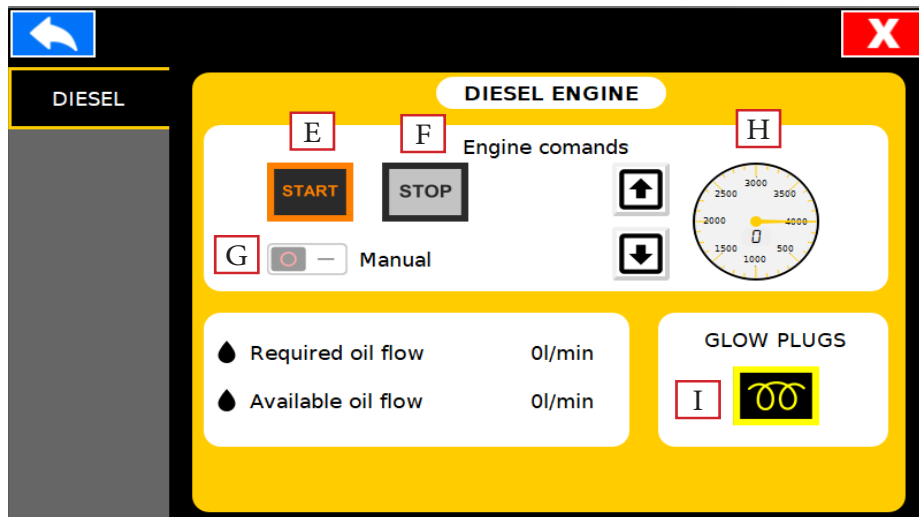 X
DIESEL
DIESEL ENGINE
E
F
H
Engine comands
START
STOP
3000
2500
3500
2000
4000
0
1500
500
1000
G
O —
Manual
Required oil flow 0l/min
Available oil flow 0l/min
GLOW PLUGS
I